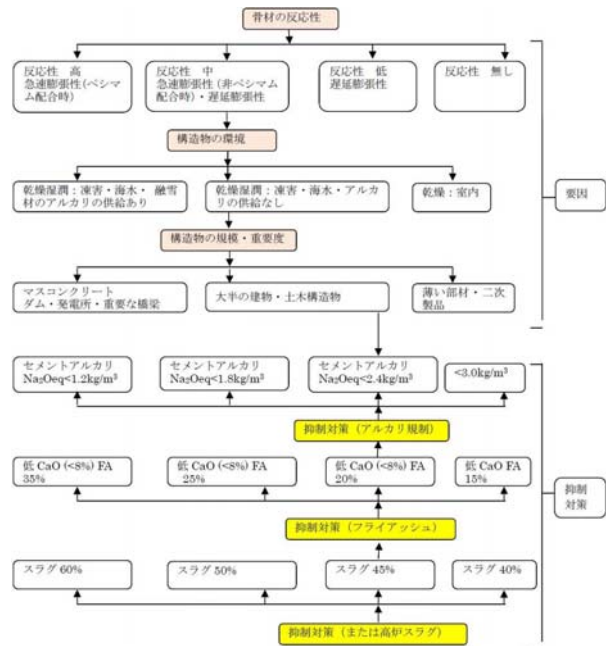 骨材の反応性
反応性 高
急速膨張性(ペシマ
ム配合時)
反応性 中
急速膨張性(非ペシマム
配合時)・遅延膨張性
反応性 低
遅延膨張性
反応性 無し
構造物の環境
乾燥湿潤：凍害・海水・ 融雪
材のアルカリの供給あり
乾燥湿潤：凍害・海水・アルカ
リの供給なし
乾燥：室内
要因
構造物の規模・重要度
マスコンクリート
ダム・発電所・重要な橋梁
大半の建物・土木構造物
薄い部材・二次
製品
セメントアルカリ
Na₂Oeq<1.2kg/m³
セメントアルカリ
Na₂Oeq<1.8kg/m³
セメントアルカリ
Na₂Oeq<2.4kg/m³
<3.0kg/m³
抑制対策（アルカリ規制）
低 CaO (<8%) FA
35%
低 CaO (<8%) FA
25%
低 CaO (<8%) FA
20%
低 CaO FA
15%
抑制
対策
抑制対策（フライアッシュ）
スラグ 60%
スラグ 50%
スラグ 45%
スラグ 40%
抑制対策（または高炉スラグ）